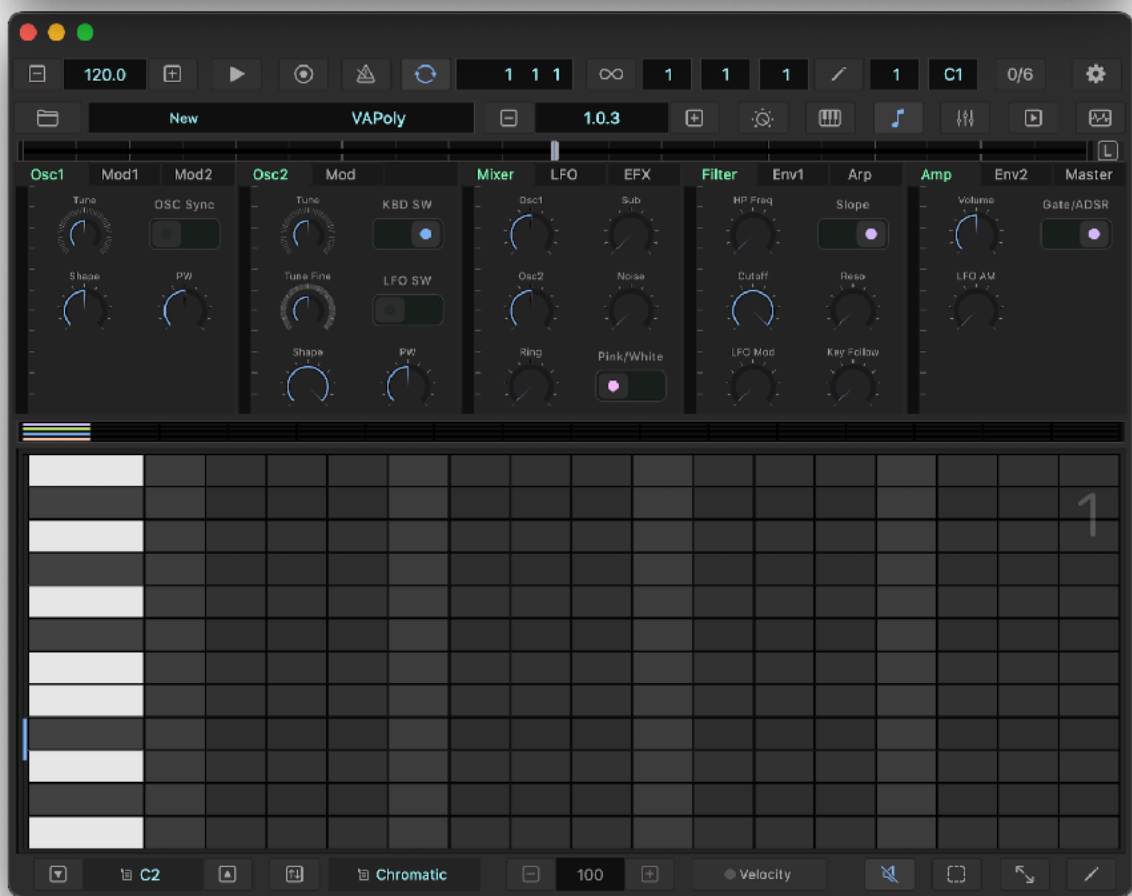 120.0 1 1 1 ∞ 1 1 1 1 C1 0/6
New VAPoly 1.0.3
L
Osc1 Mod1 Mod2 Osc2 Mod Mixer LFO EFX Filter Env1 Arp Amp Env2 Master
Tune OSC Sync Tune KBD SW Osc1 Sub HP Freq Slope Volume Gate/ADSR
Shape PW Tune Fine LFO SW Osc2 Noise Cutoff Reso LFO AM
Shape PW Ring Pink/White LFO Mod Key Follow
1
C2 Chromatic 100 Velocity